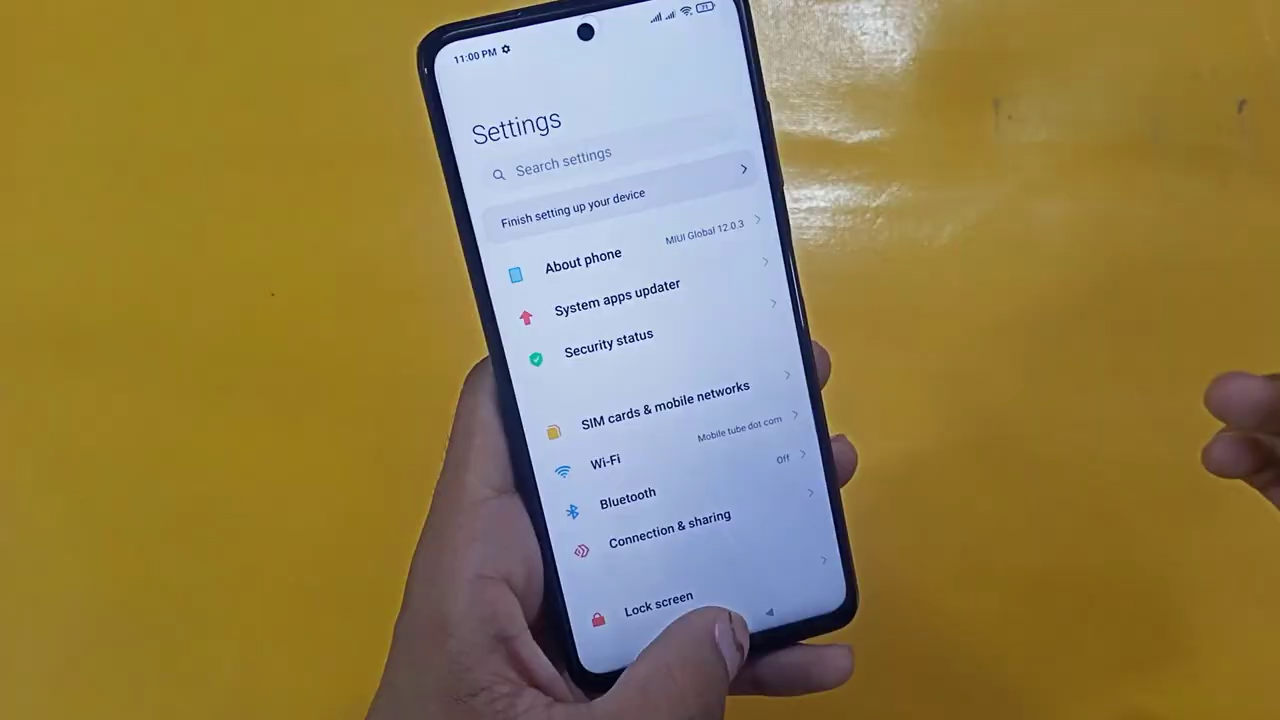 11:00 PM
71
Settings
Search settings
Finish setting up your device
About phone MIUI Global 12.0.3
System apps updater
Security status
SIM cards & mobile networks
Wi-Fi Mobile tube dot com
Bluetooth Off
Connection & sharing
Lock screen